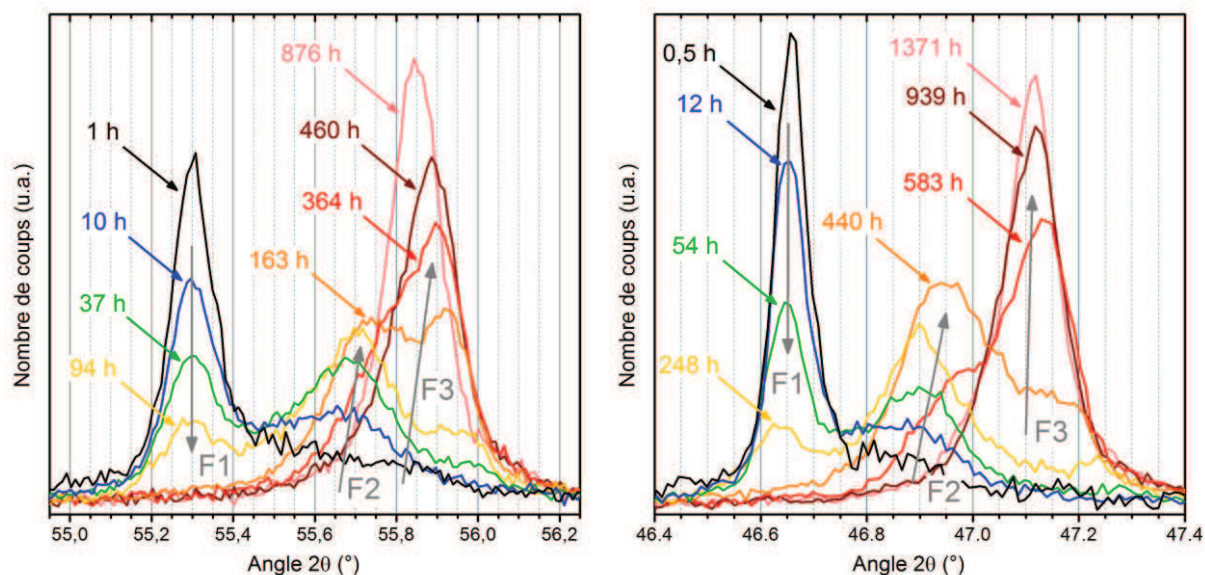 Nombre de coups (u.a.)
1 h
10 h
37 h
94 h
876 h
460 h
364 h
163 h
F1
F2
F3
55,0 55,2 55,4 55,6 55,8 56,0 56,2
Angle 2θ (°)
Nombre de coups (u.a.)
0,5 h
12 h
54 h
248 h
440 h
1371 h
939 h
583 h
F1
F2
F3
46.4 46.6 46.8 47.0 47.2 47.4
Angle 2θ (°)